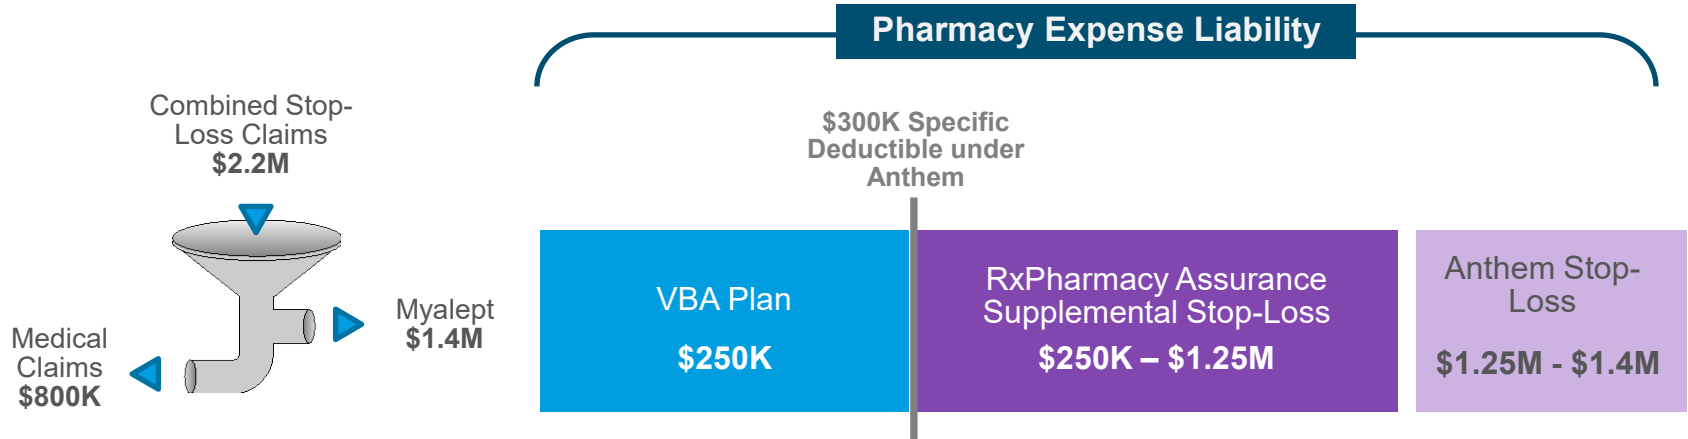 Pharmacy Expense Liability
Combined Stop-
Loss Claims
$2.2M
$300K Specific
Deductible under
Anthem
Medical
Claims
$800K
Myalept
$1.4M
VBA Plan
$250K
RxPharmacy Assurance
Supplemental Stop-Loss
$250K – $1.25M
Anthem Stop-
Loss
$1.25M - $1.4M